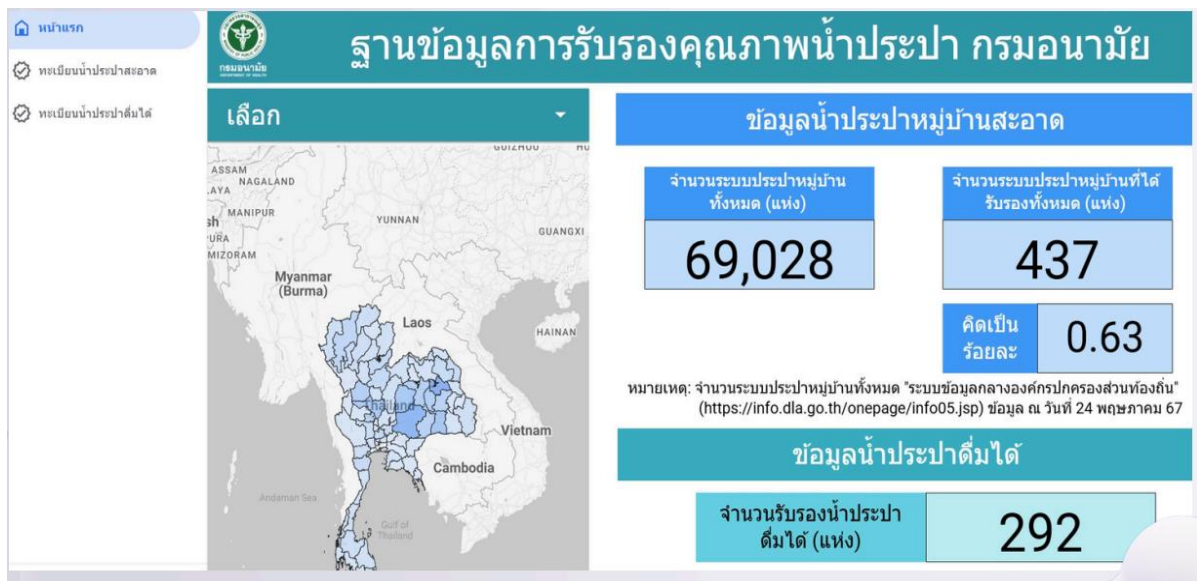 หน้าแรก
ทะเบียนน้ำประปาสะอาด
ทะเบียนน้ำประปาดื่มได้
กรมอนามัย
DEPARTMENT OF HEALTH
ฐานข้อมูลการรับรองคุณภาพน้ำประปา กรมอนามัย
เลือก
GUIZHOU
HU
ASSAM
NAGALAND
LAYA
MANIPUR
sh
PURA
MIZORAM
YUNNAN
GUANGXI
Myanmar
(Burma)
Laos
HAINAN
Thailand
Vietnam
Cambodia
Andaman Sea
Gulf of
Thailand
ข้อมูลน้ำประปาหมู่บ้านสะอาด
จำนวนระบบประปาหมู่บ้าน
ทั้งหมด (แห่ง)
69,028
จำนวนระบบประปาหมู่บ้านที่ได้
รับรองทั้งหมด (แห่ง)
437
คิดเป็น
ร้อยละ
0.63
หมายเหตุ: จำนวนระบบประปาหมู่บ้านทั้งหมด "ระบบข้อมูลกลางองค์กรปกครองส่วนท้องถิ่น"
(https://info.dla.go.th/onepage/info05.jsp) ข้อมูล ณ วันที่ 24 พฤษภาคม 67
ข้อมูลน้ำประปาดื่มได้
จำนวนรับรองน้ำประปา
ดื่มได้ (แห่ง)
292